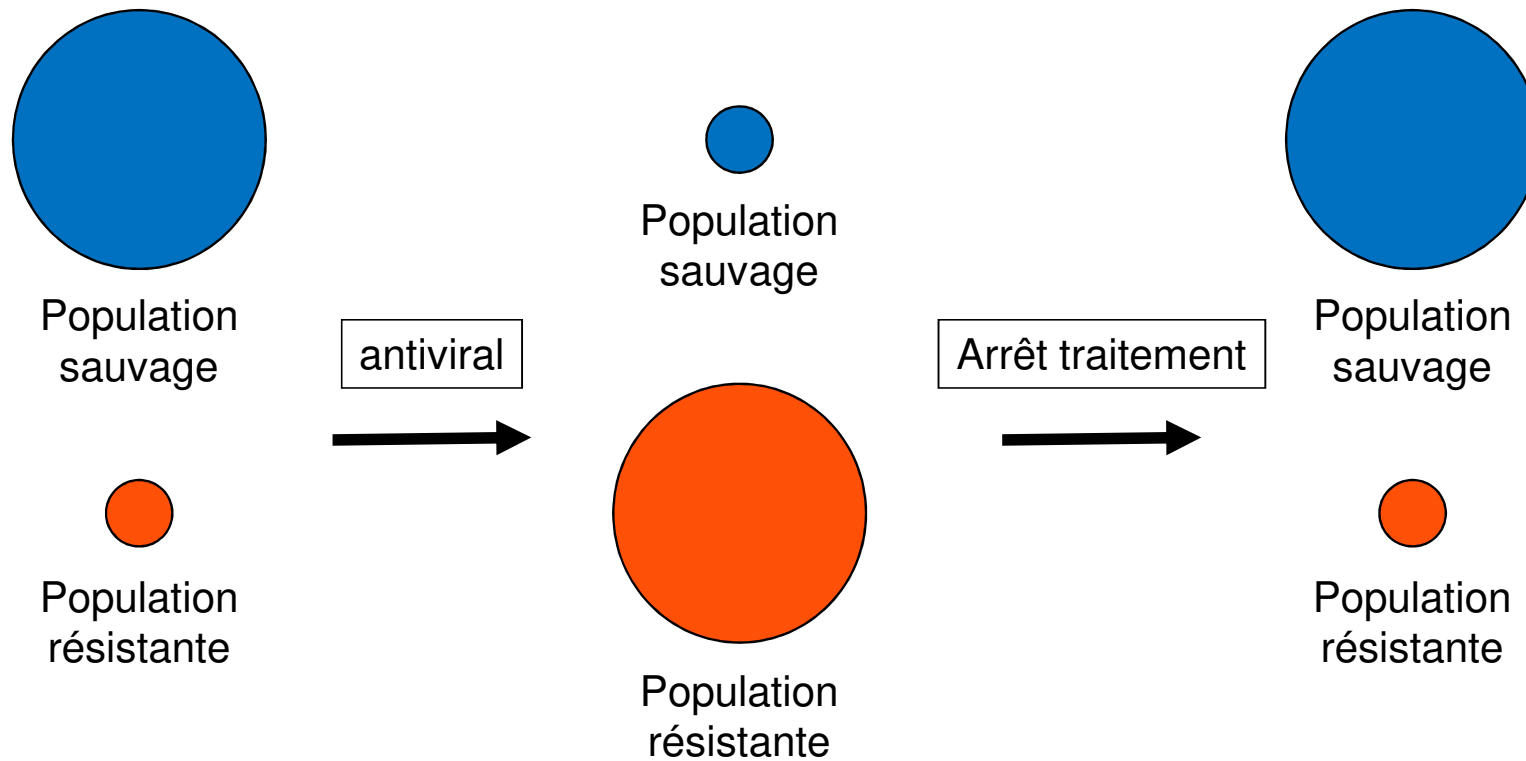 Population
sauvage
Population
résistante
antiviral
Population
sauvage
Population
résistante
Arrêt traitement
Population
sauvage
Population
résistante